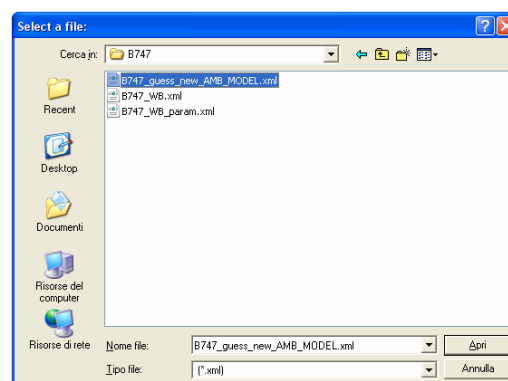 Select a file:
Cerca in: B747
B747_guess_new_AMB_MODEL.xml
B747_WB.xml
B747_WB_param.xml
Recent
Desktop
Documenti
Risorse del
computer
Risorse di rete
Nome file: B747_guess_new_AMB_MODEL.xml Apri
Tipo file: (*.xml) Annulla